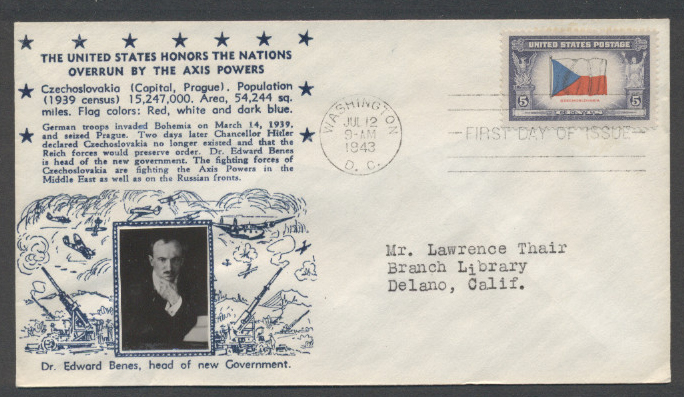 THE UNITED STATES HONORS THE NATIONS
OVERRUN BY THE AXIS POWERS
Czechoslovakia (Capital, Prague). Population
(1939 census) 15,247,000. Area, 54,244 sq.
miles. Flag colors: Red, white and dark blue.
German troops invaded Bohemia on March 14, 1939,
and seized Prague. Two days later Chancellor Hitler
declared Czechoslovakia no longer existed and that the
Reich forces would preserve order. Dr. Edward Benes
is head of the new government. The fighting forces of
Czechoslovakia are fighting the Axis Powers in the
Middle East as well as on the Russian fronts.
Dr. Edward Benes, head of new Government.
WASHINGTON
JUL 12
9-AM
1943
D. C.
UNITED STATES POSTAGE
CZECHOSLOVAKIA
5 CENTS 5
FIRST DAY OF ISSUE
Mr. Lawrence Thair
Branch Library
Delano, Calif.